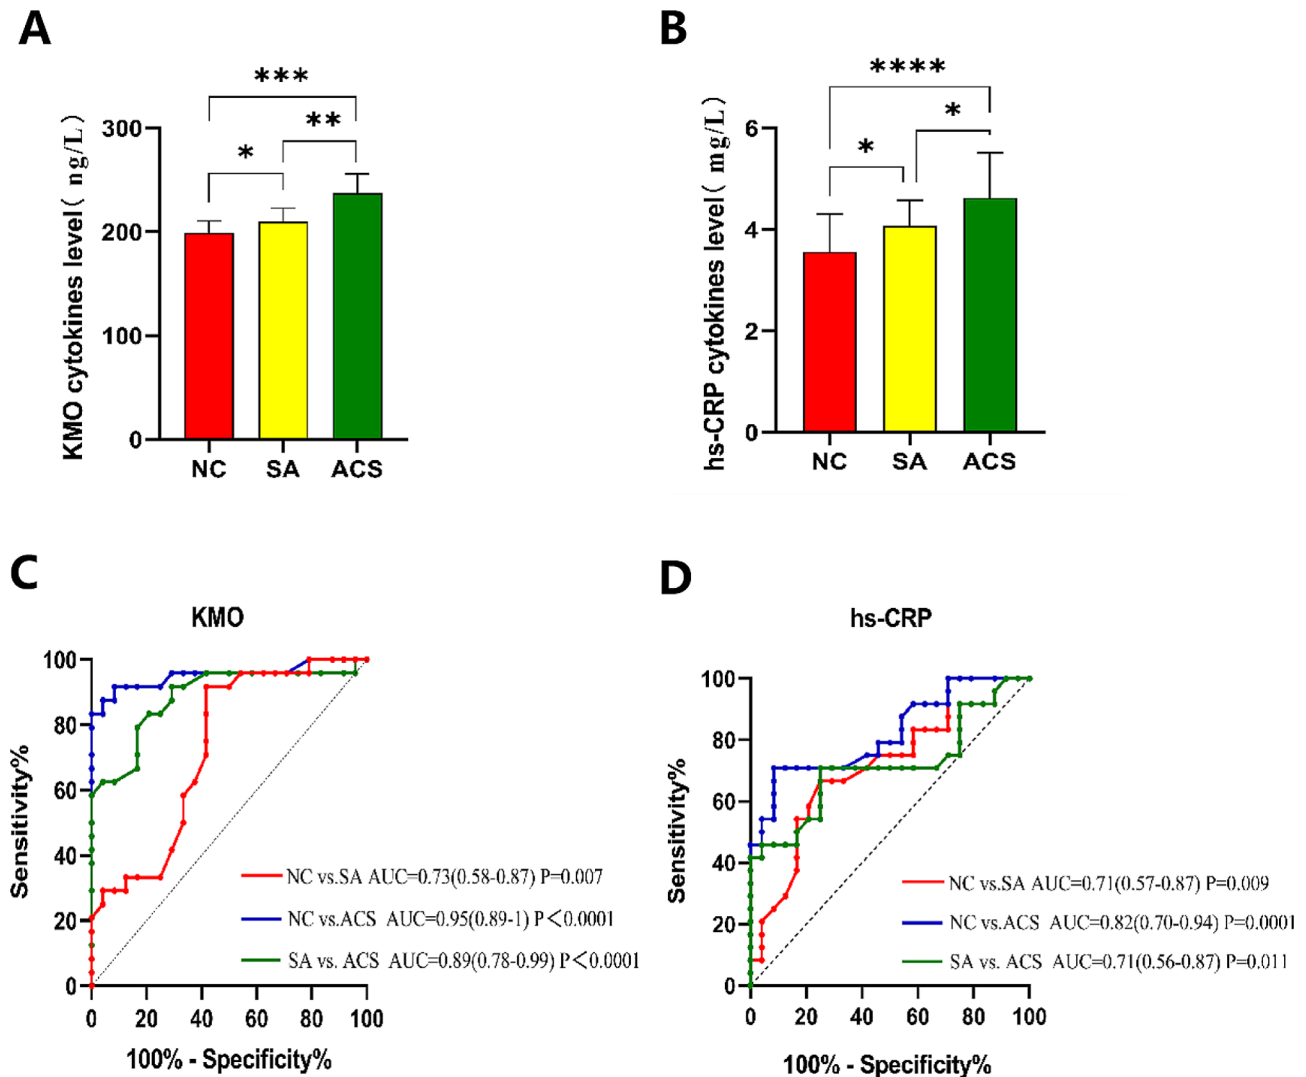 A
***
**
*
300
200
100
0
KMO cytokines level( ng/L)
NC SA ACS
B
****
*
*
6
4
2
0
hs-CRP cytokines level( mg/L)
NC SA ACS
C
KMO
100
80
60
40
20
0
Sensitivity%
NC vs.SA AUC=0.73(0.58-0.87) P=0.007
NC vs.ACS AUC=0.95(0.89-1) P<0.0001
SA vs. ACS AUC=0.89(0.78-0.99) P<0.0001
0 20 40 60 80 100
100% - Specificity%
D
hs-CRP
100
80
60
40
20
0
Sensitivity%
NC vs.SA AUC=0.71(0.57-0.87) P=0.009
NC vs.ACS AUC=0.82(0.70-0.94) P=0.0001
SA vs. ACS AUC=0.71(0.56-0.87) P=0.011
0 20 40 60 80 100
100% - Specificity%